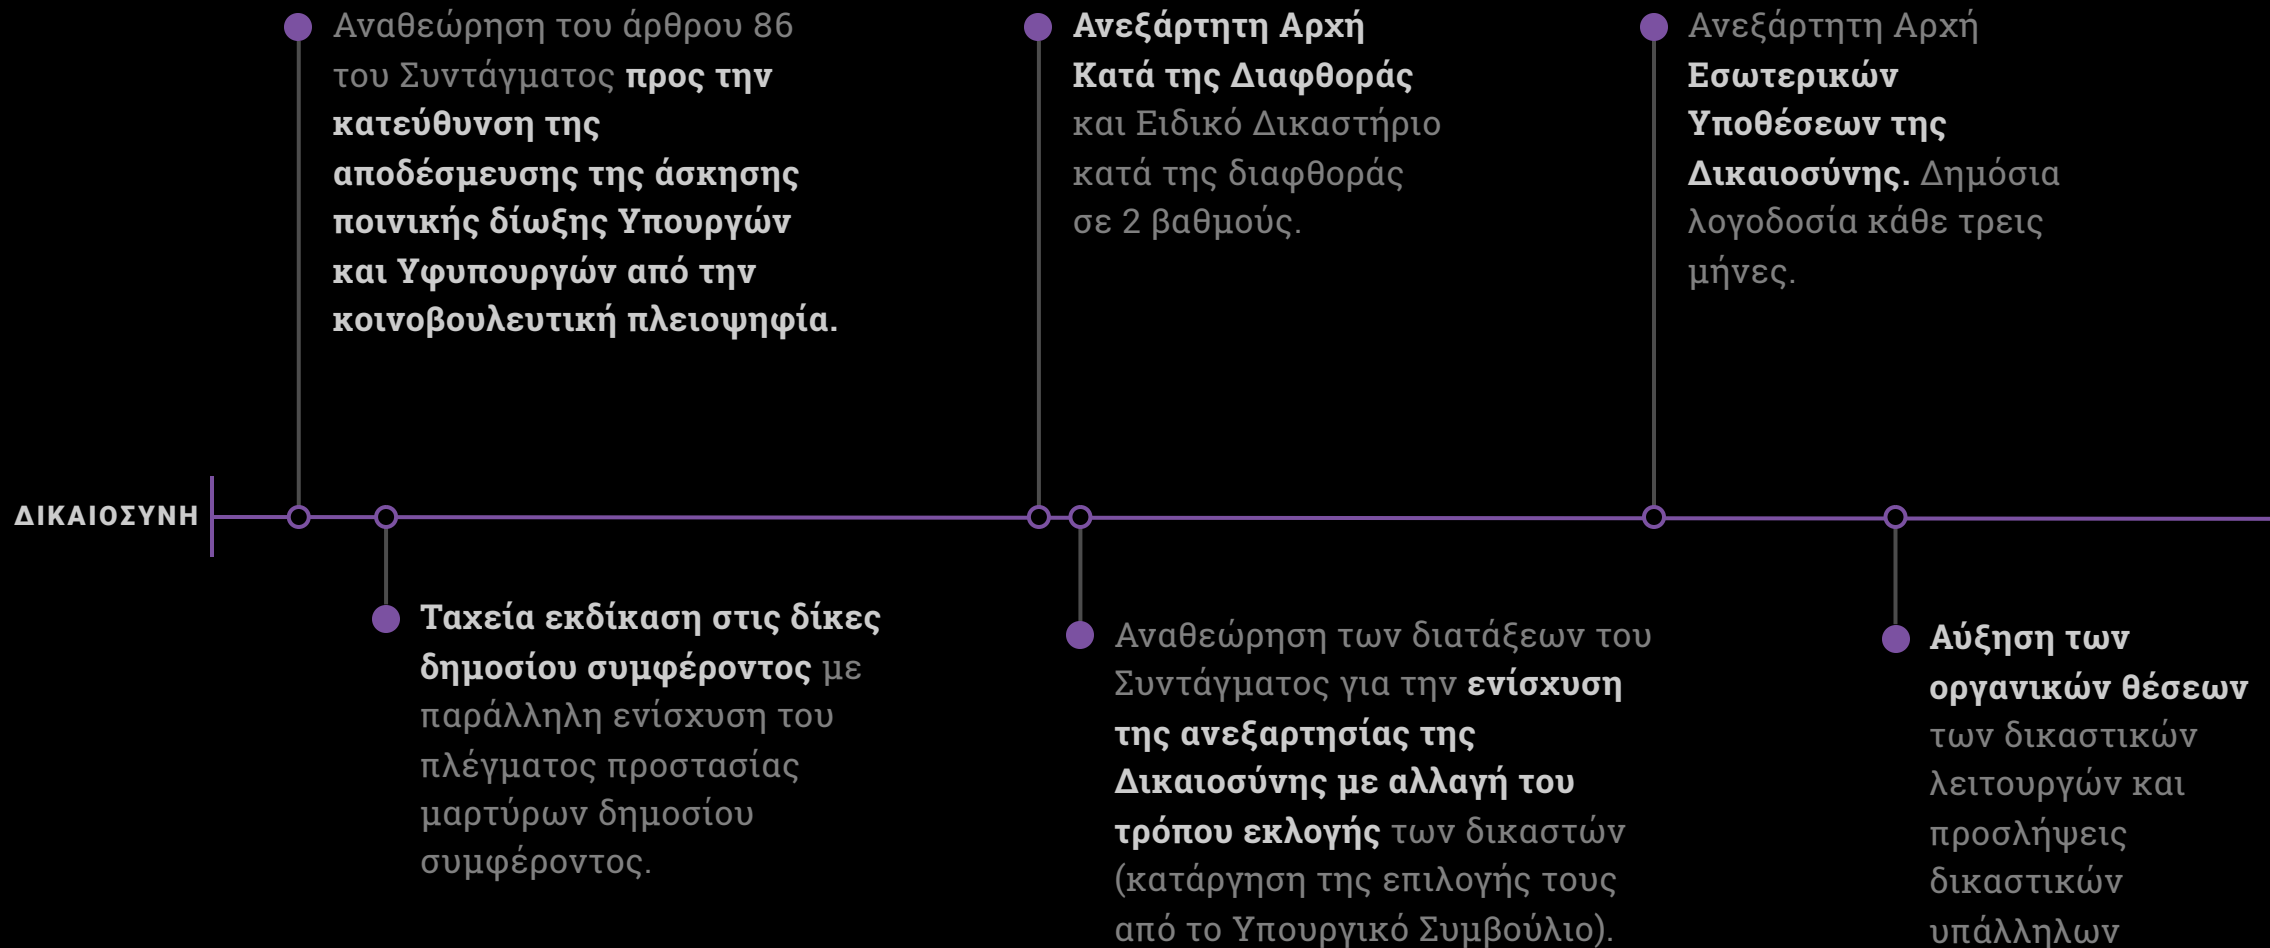 Αναθεώρηση του άρθρου 86
του Συντάγματος προς την
κατεύθυνση της
αποδέσμευσης της άσκησης
ποινικής δίωξης Υπουργών
και Υφυπουργών από την
κοινοβουλευτική πλειοψηφία.
Ανεξάρτητη Αρχή
Κατά της Διαφθοράς
και Ειδικό Δικαστήριο
κατά της διαφθοράς
σε 2 βαθμούς.
Ανεξάρτητη Αρχή
Εσωτερικών
Υποθέσεων της
Δικαιοσύνης. Δημόσια
λογοδοσία κάθε τρεις
μήνες.
ΔΙΚΑΙΟΣΥΝΗ
Ταχεία εκδίκαση στις δίκες
δημοσίου συμφέροντος με
παράλληλη ενίσχυση του
πλέγματος προστασίας
μαρτύρων δημοσίου
συμφέροντος.
Αναθεώρηση των διατάξεων του
Συντάγματος για την ενίσχυση
της ανεξαρτησίας της
Δικαιοσύνης με αλλαγή του
τρόπου εκλογής των δικαστών
(κατάργηση της επιλογής τους
από το Υπουργικό Συμβούλιο).
Αύξηση των
οργανικών θέσεων
των δικαστικών
λειτουργών και
προσλήψεις
δικαστικών
υπάλληλων